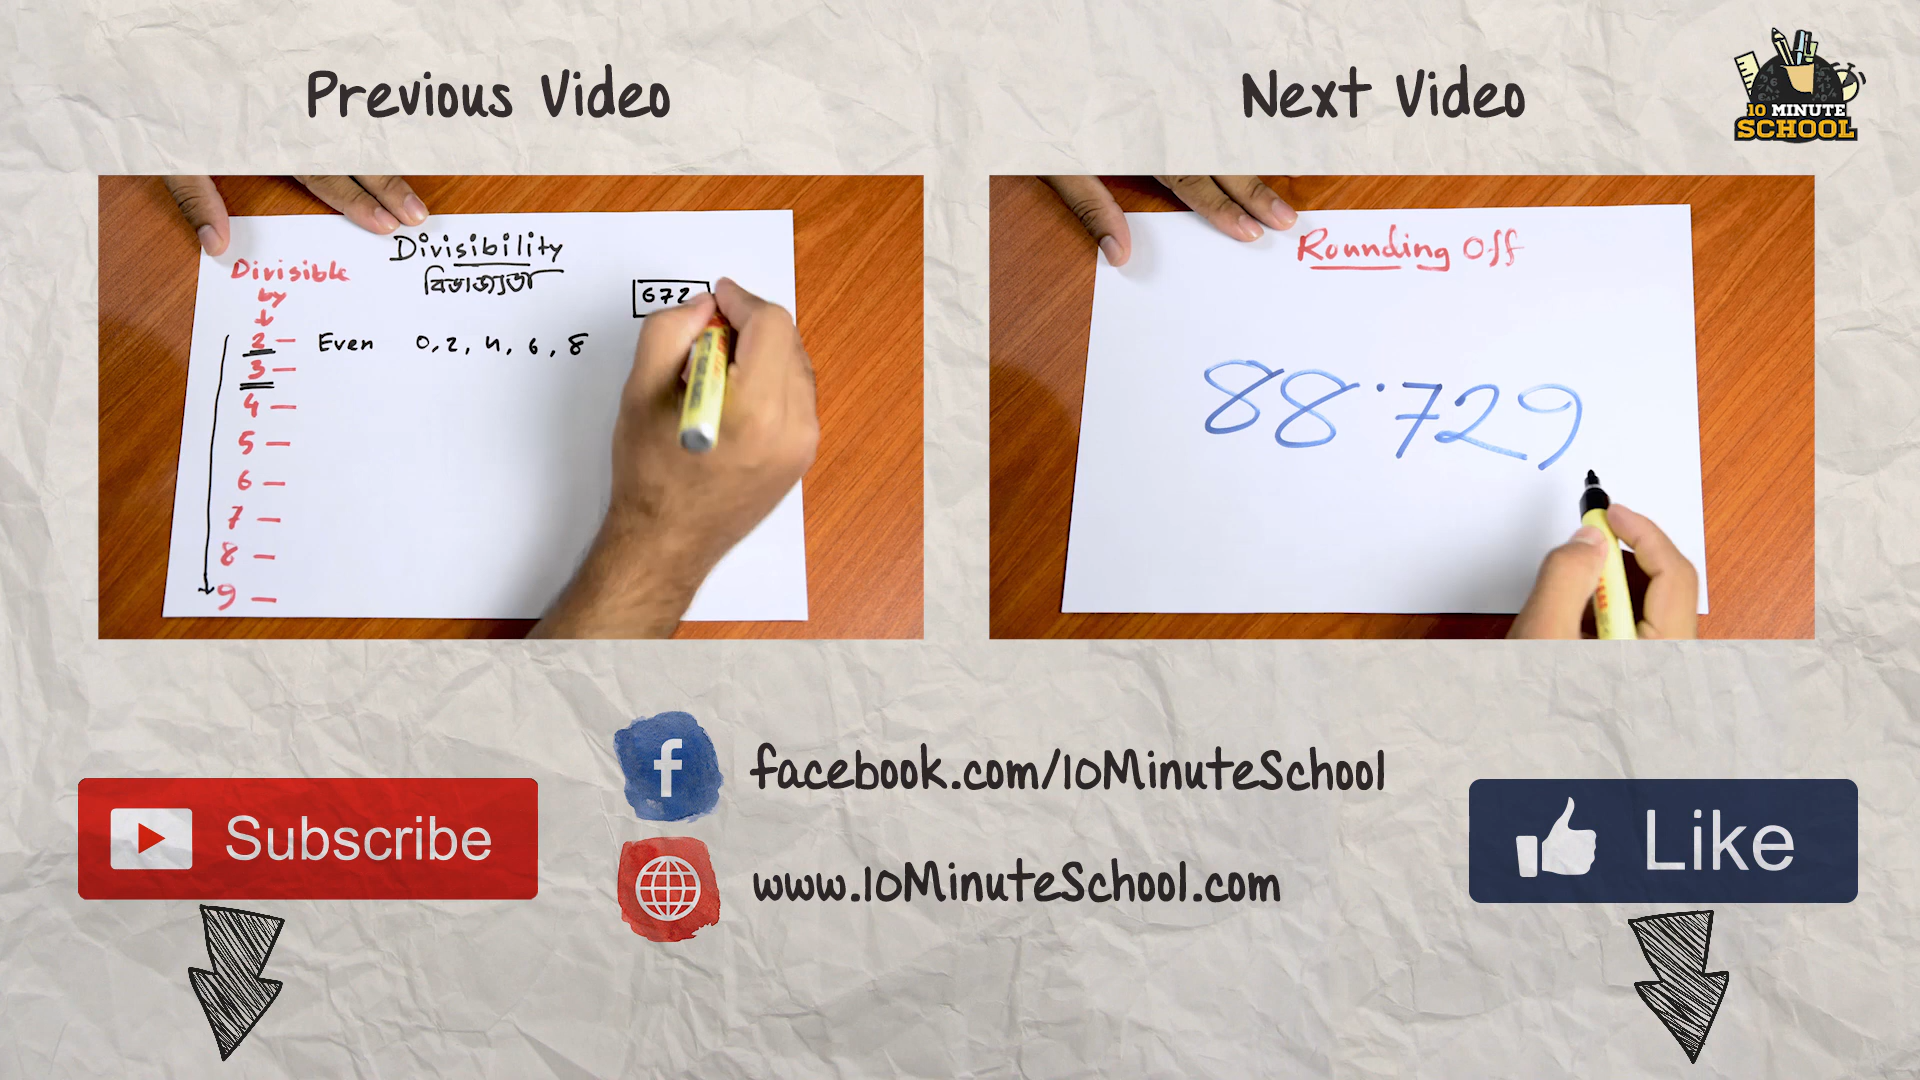 Previous Video
Next Video
10 MINUTE
SCHOOL
Divisibility
বিভাজ্যতা
Divisible
by
672
2 — Even 0, 2, 4, 6, 8
3 —
4 —
5 —
6 —
7 —
8 —
9 —
Rounding Off
88.729
facebook.com/10MinuteSchool
www.10MinuteSchool.com
Subscribe
Like